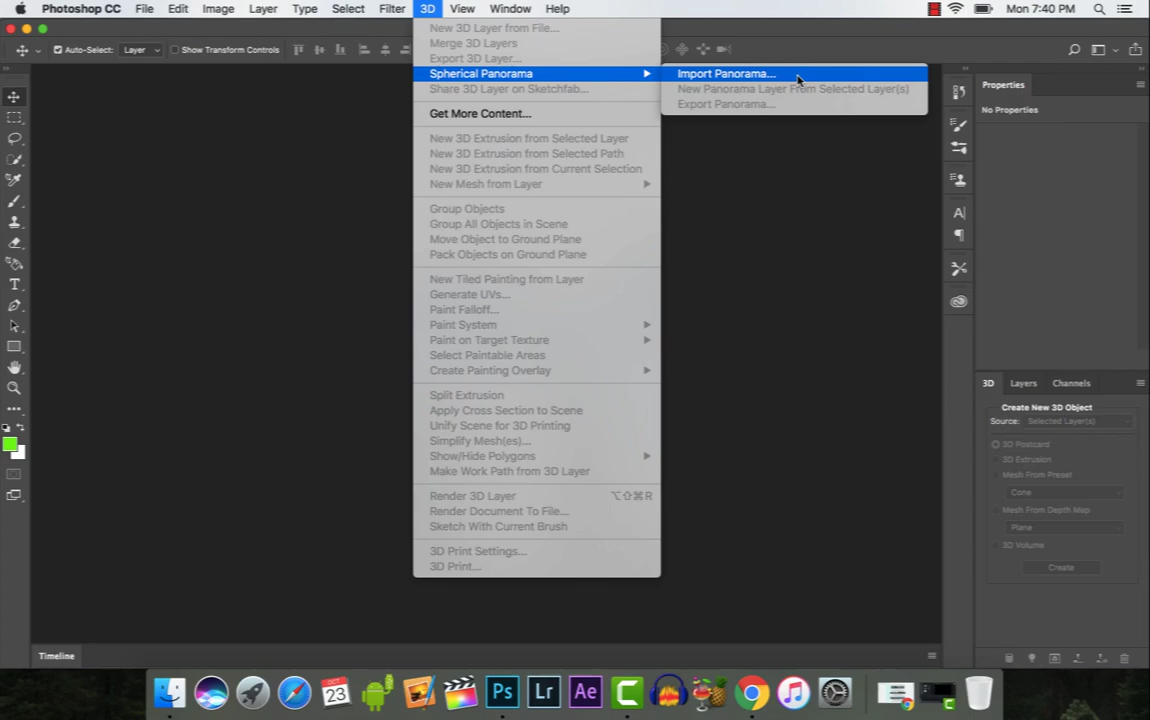 Photoshop CC File Edit Image Layer Type Select Filter 3D View Window Help Mon 7:40 PM
Auto-Select: Layer Show Transform Controls
New 3D Layer from File...
Merge 3D Layers
Export 3D Layer...
Spherical Panorama
Share 3D Layer on Sketchfab...
Get More Content...
New 3D Extrusion from Selected Layer
New 3D Extrusion from Selected Path
New 3D Extrusion from Current Selection
New Mesh from Layer
Group Objects
Group All Objects in Scene
Move Object to Ground Plane
Pack Objects on Ground Plane
New Tiled Painting from Layer
Generate UVs...
Paint Falloff...
Paint System
Paint on Target Texture
Select Paintable Areas
Create Painting Overlay
Split Extrusion
Apply Cross Section to Scene
Unify Scene for 3D Printing
Simplify Mesh(es)...
Show/Hide Polygons
Make Work Path from 3D Layer
Render 3D Layer ⌥⇧⌘R
Render Document To File...
Sketch With Current Brush
3D Print Settings...
3D Print...
Import Panorama...
New Panorama Layer From Selected Layer(s)
Export Panorama...
Properties
No Properties
3D Layers Channels
Create New 3D Object
Source: Selected Layer(s)
3D Postcard
3D Extrusion
Mesh From Preset
Cone
Mesh From Depth Map
Plane
3D Volume
Create
Timeline
OCT
23
Ps Lr Ae